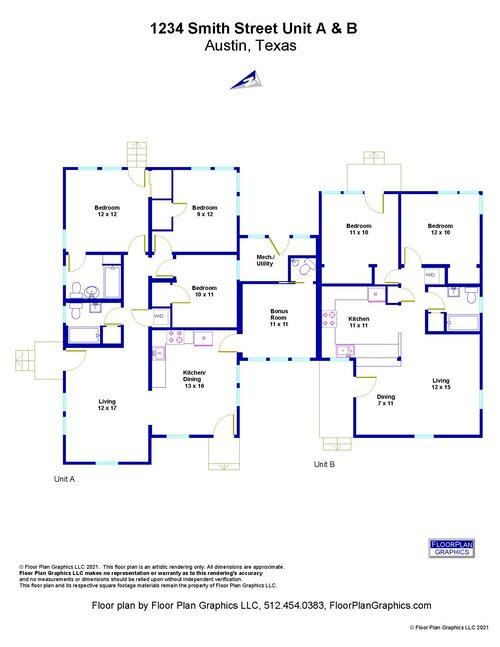 1234 Smith Street Unit A & B
Austin, Texas
Bedroom
12 x 12
Bedroom
9 x 12
Bedroom
11 x 10
Bedroom
12 x 10
Mech./
Utility
W/D
Bedroom
10 x 11
W/D
Bonus
Room
11 x 11
R
Kitchen
11 x 11
R
Kitchen/
Dining
13 x 16
Living
12 x 17
Dining
7 x 11
Living
12 x 15
Unit A
Unit B
FLOORPLAN
GRAPHICS
© Floor Plan Graphics LLC 2021. This floor plan is an artistic rendering only. All dimensions are approximate.
Floor Plan Graphics LLC makes no representation or warranty as to this rendering's accuracy
and no measurements or dimensions should be relied upon without independent verification.
This floor plan and its respective square footage materials remain the property of Floor Plan Graphics LLC.
Floor plan by Floor Plan Graphics LLC, 512.454.0383, FloorPlanGraphics.com
© Floor Plan Graphics LLC 2021